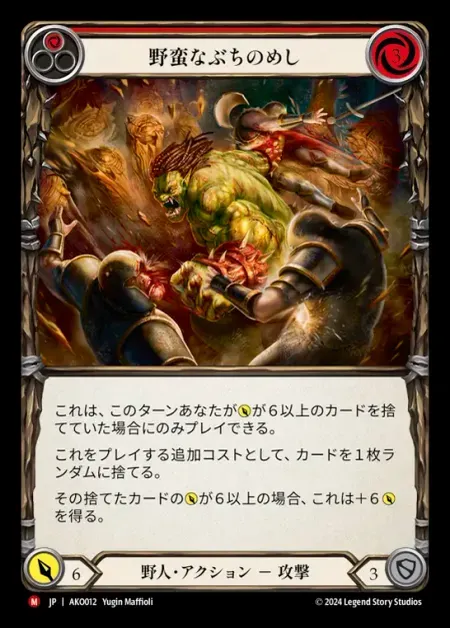 野蛮なぶちのめし
3
これは、このターンあなたが が6以上のカードを捨
てていた場合にのみプレイできる。
これをプレイする追加コストとして、カードを1枚ラ
ンダムに捨てる。
その捨てたカードの が6以上の場合、これは+6
を得る。
6
野人・アクション － 攻撃
3
M JP | AKO012 Yugin Maffioli
© 2024 Legend Story Studios